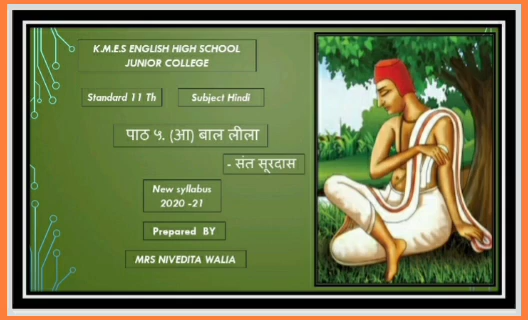 K.M.E.S ENGLISH HIGH SCHOOL
JUNIOR COLLEGE
Standard 11 Th
Subject Hindi
पाठ ५. (आ) बाल लीला
- संत सूरदास
New syllabus
2020 -21
Prepared BY
MRS NIVEDITA WALIA